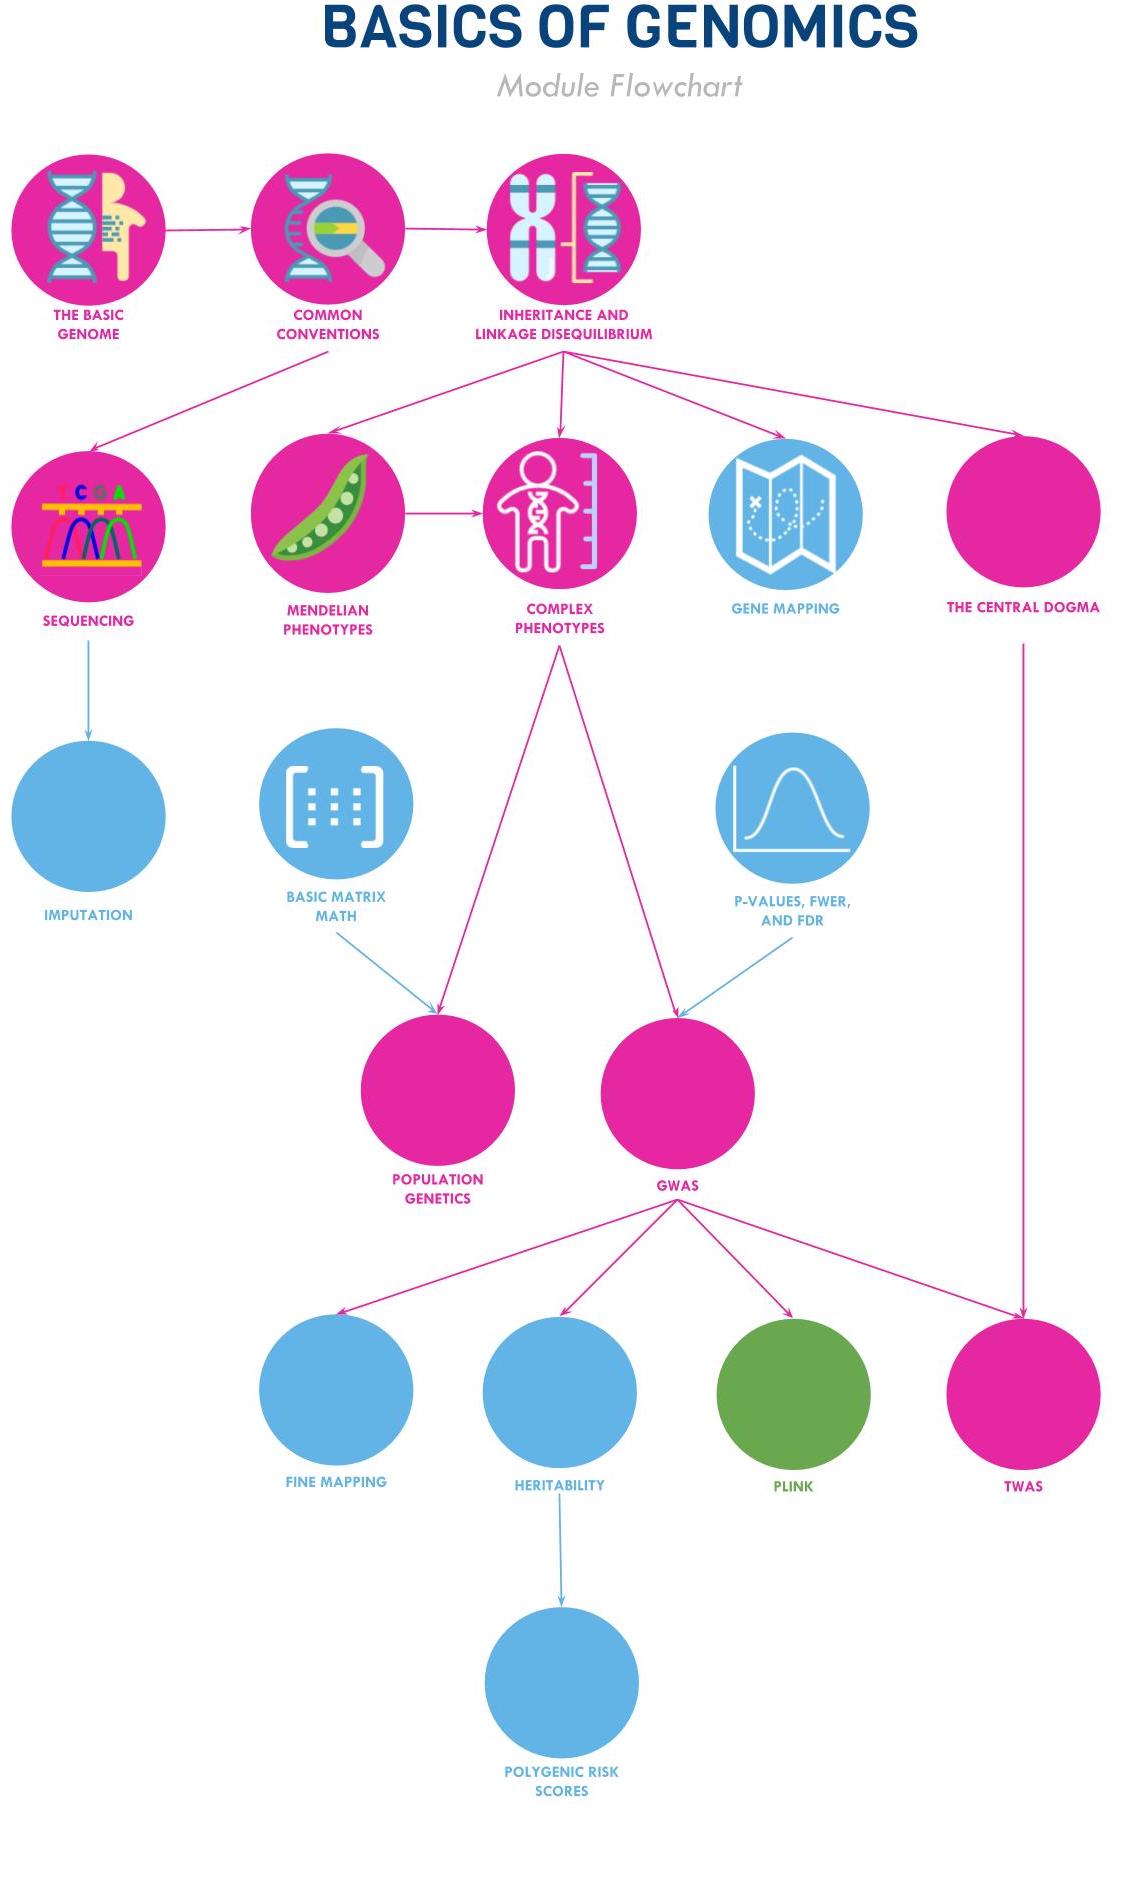 BASICS OF GENOMICS
Module Flowchart
THE BASIC
GENOME
COMMON
CONVENTIONS
INHERITANCE AND
LINKAGE DISEQUILIBRIUM
T C G A
SEQUENCING
MENDELIAN
PHENOTYPES
COMPLEX
PHENOTYPES
GENE MAPPING
THE CENTRAL DOGMA
IMPUTATION
BASIC MATRIX
MATH
P-VALUES, FWER,
AND FDR
POPULATION
GENETICS
GWAS
FINE MAPPING
HERITABILITY
PLINK
TWAS
POLYGENIC RISK
SCORES